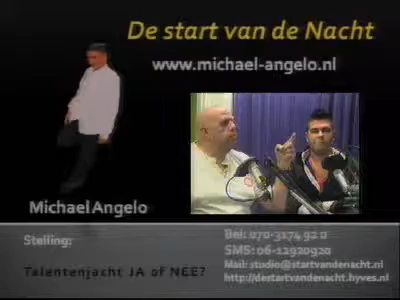 De start van de Nacht
www.michael-angelo.nl
Michael Angelo
Stelling:
Talentenjacht JA of NEE?
Bel: 070-3174 92 0
SMS: 06-12920920
Mail: studio@startvandenacht.nl
http://destartvandenacht.hyves.nl